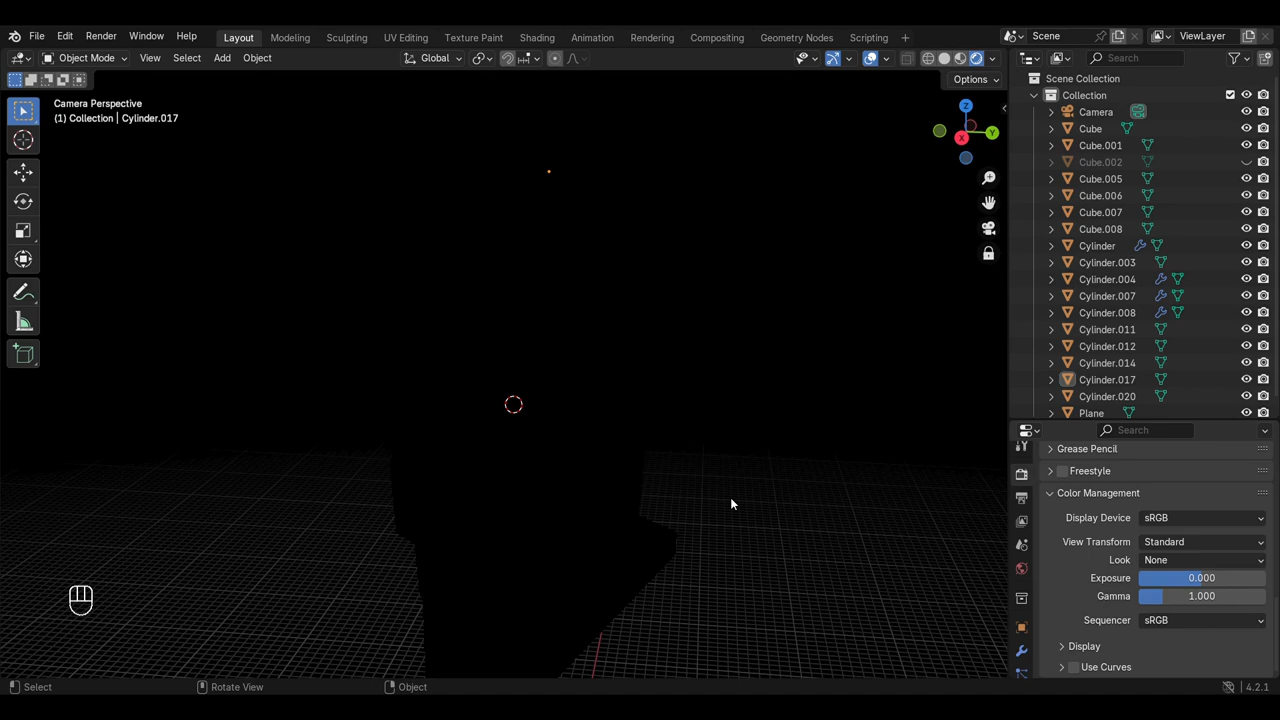 File Edit Render Window Help Layout Modeling Sculpting UV Editing Texture Paint Shading Animation Rendering Compositing Geometry Nodes Scripting + Scene ViewLayer
Object Mode View Select Add Object Global Search
Options
Camera Perspective
(1) Collection | Cylinder.017
Z
Y
X
Scene Collection
Collection
Camera
Cube
Cube.001
Cube.002
Cube.005
Cube.006
Cube.007
Cube.008
Cylinder
Cylinder.003
Cylinder.004
Cylinder.007
Cylinder.008
Cylinder.011
Cylinder.012
Cylinder.014
Cylinder.017
Cylinder.020
Plane
Search
Grease Pencil
Freestyle
Color Management
Display Device sRGB
View Transform Standard
Look None
Exposure 0.000
Gamma 1.000
Sequencer sRGB
Display
Use Curves
Select Rotate View Object 4.2.1